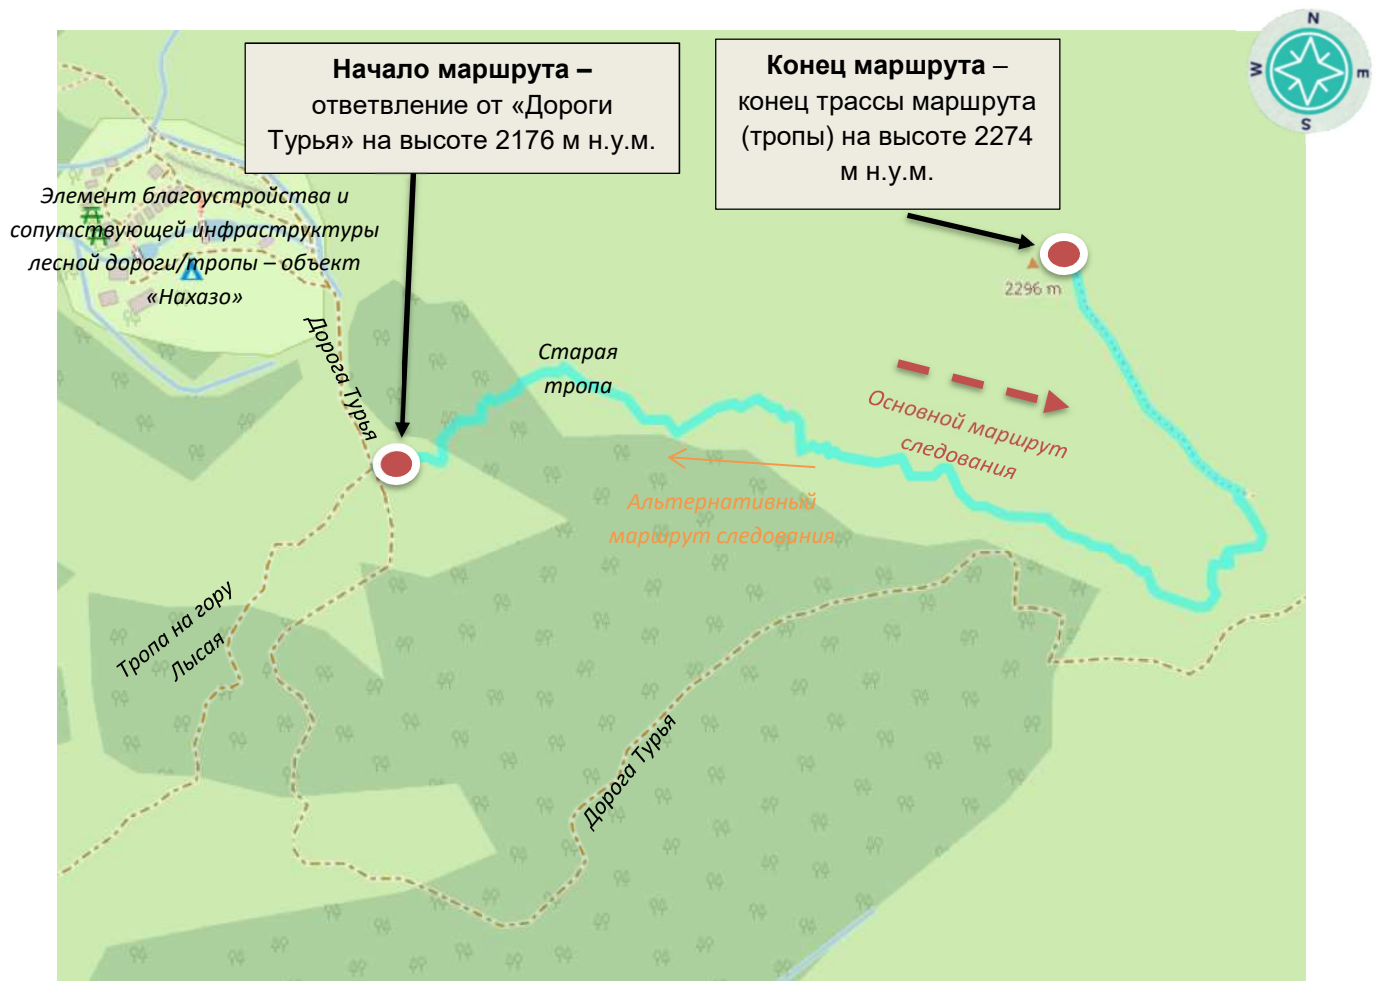 N
W
E
S
Начало маршрута –
ответвление от «Дороги
Турья» на высоте 2176 м н.у.м.
Конец маршрута –
конец трассы маршрута
(тропы) на высоте 2274
м н.у.м.
Элемент благоустройства и
сопутствующей инфраструктуры
лесной дороги/тропы – объект
«Нахазо»
2296 m
Дорога Турья
Старая
тропа
Основной маршрут
следования
Альтернативный
маршрут следования
Тропа на гору
Лысая
Дорога Турья